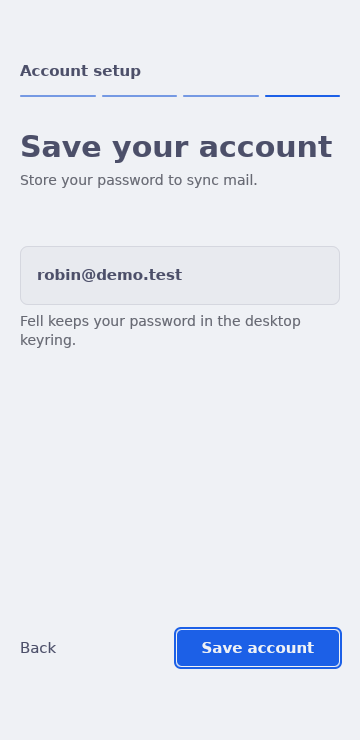 Account setup
Save your account
Store your password to sync mail.
robin@demo.test
Fell keeps your password in the desktop
keyring.
Back
Save account